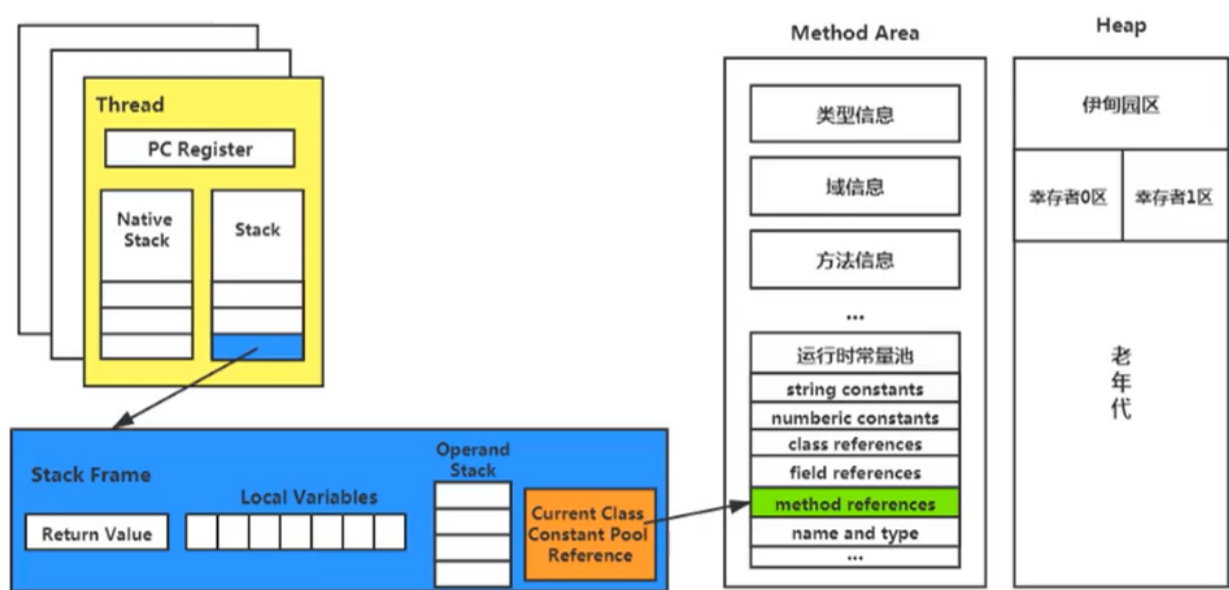 Thread
PC Register
Native
Stack
Stack
Stack Frame
Return Value
Local Variables
Operand
Stack
Current Class
Constant Pool
Reference
Method Area
类型信息
域信息
方法信息
...
运行时常量池
string constants
numberic constants
class references
field references
method references
name and type
...
Heap
伊甸园区
幸存者0区
幸存者1区
老
年
代